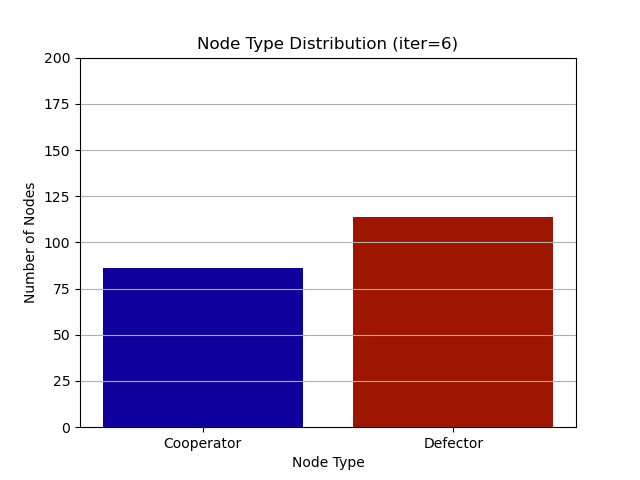 Node Type Distribution (iter=6)
200
175
150
125
100
75
50
25
0
Number of Nodes
Cooperator
Defector
Node Type